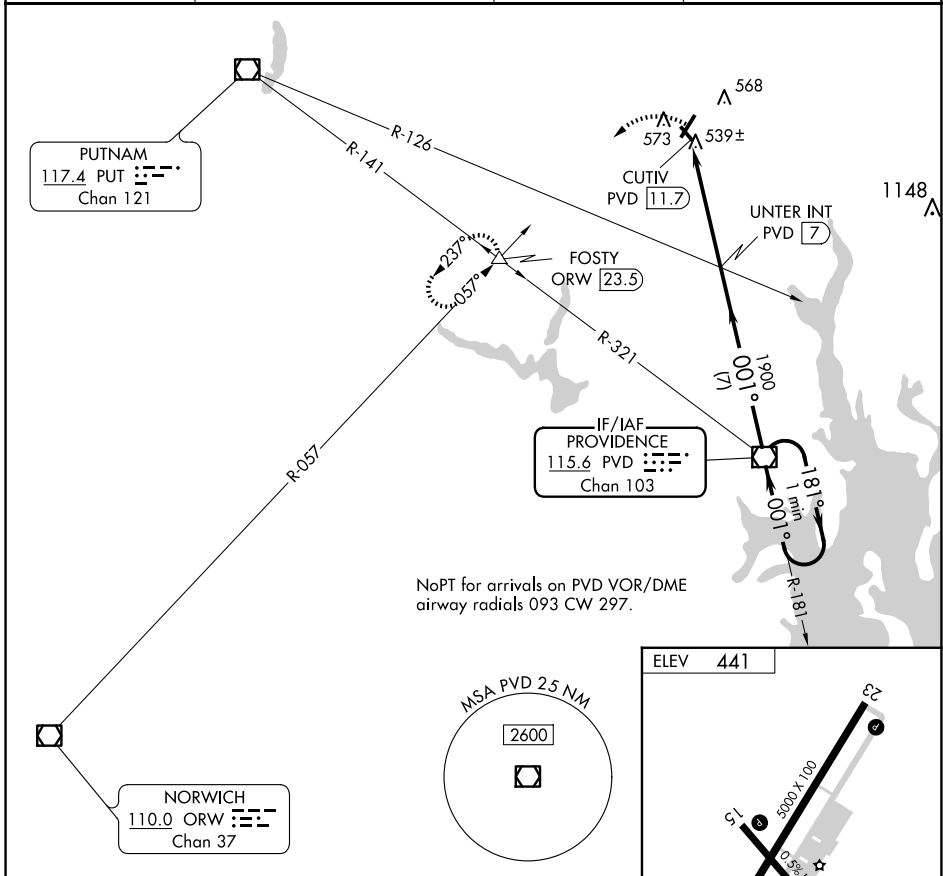 568
573
539±
R-126
R-141
PUTNAM
117.4 PUT
Chan 121
CUTIV
PVD 11.7
1148
UNTER INT
PVD 7
237°
057°
FOSTY
ORW 23.5
R-321
1900
001°
(7)
IF/IAF
PROVIDENCE
115.6 PVD
Chan 103
R-057
181°
1 min
001°
R-181
NoPT for arrivals on PVD VOR/DME
airway radials 093 CW 297.
ELEV 441
MSA PVD 25 NM
2600
23
5000 X 100
P
15
P
0.5%
NORWICH
110.0 ORW
Chan 37